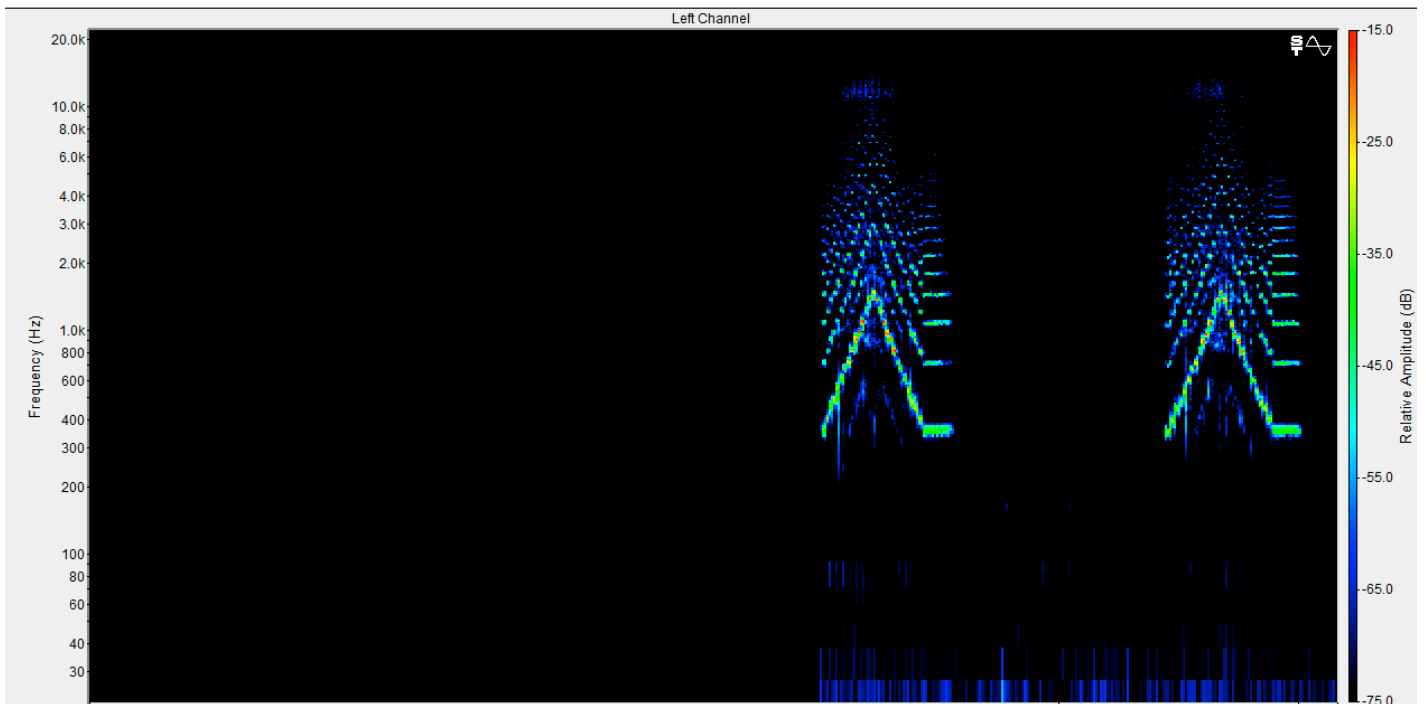 Left Channel
20.0k
10.0k
8.0k
6.0k
4.0k
3.0k
2.0k
1.0k
800
600
400
300
200
100
80
60
40
30
Frequency (Hz)
ST
-15.0
-25.0
-35.0
-45.0
-55.0
-65.0
-75.0
Relative Amplitude (dB)